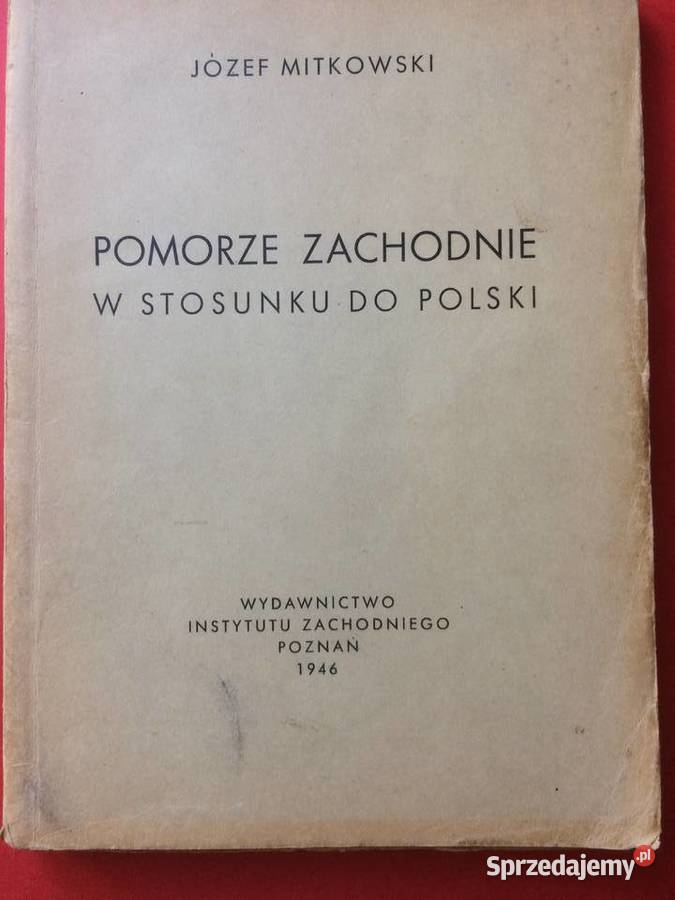 JÓZEF MITKOWSKI
POMORZE ZACHODNIE
W STOSUNKU DO POLSKI
WYDAWNICTWO
INSTYTUTU ZACHODNIEGO
POZNAŃ
1946
Sprzedajemy.pl